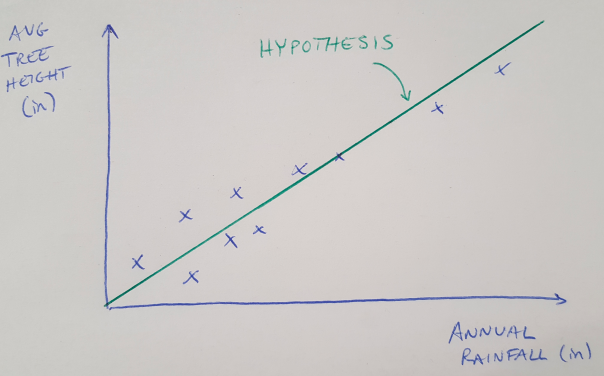 AVG
TREE
HEIGHT
(in)
HYPOTHESIS
ANNUAL
RAINFALL (in)